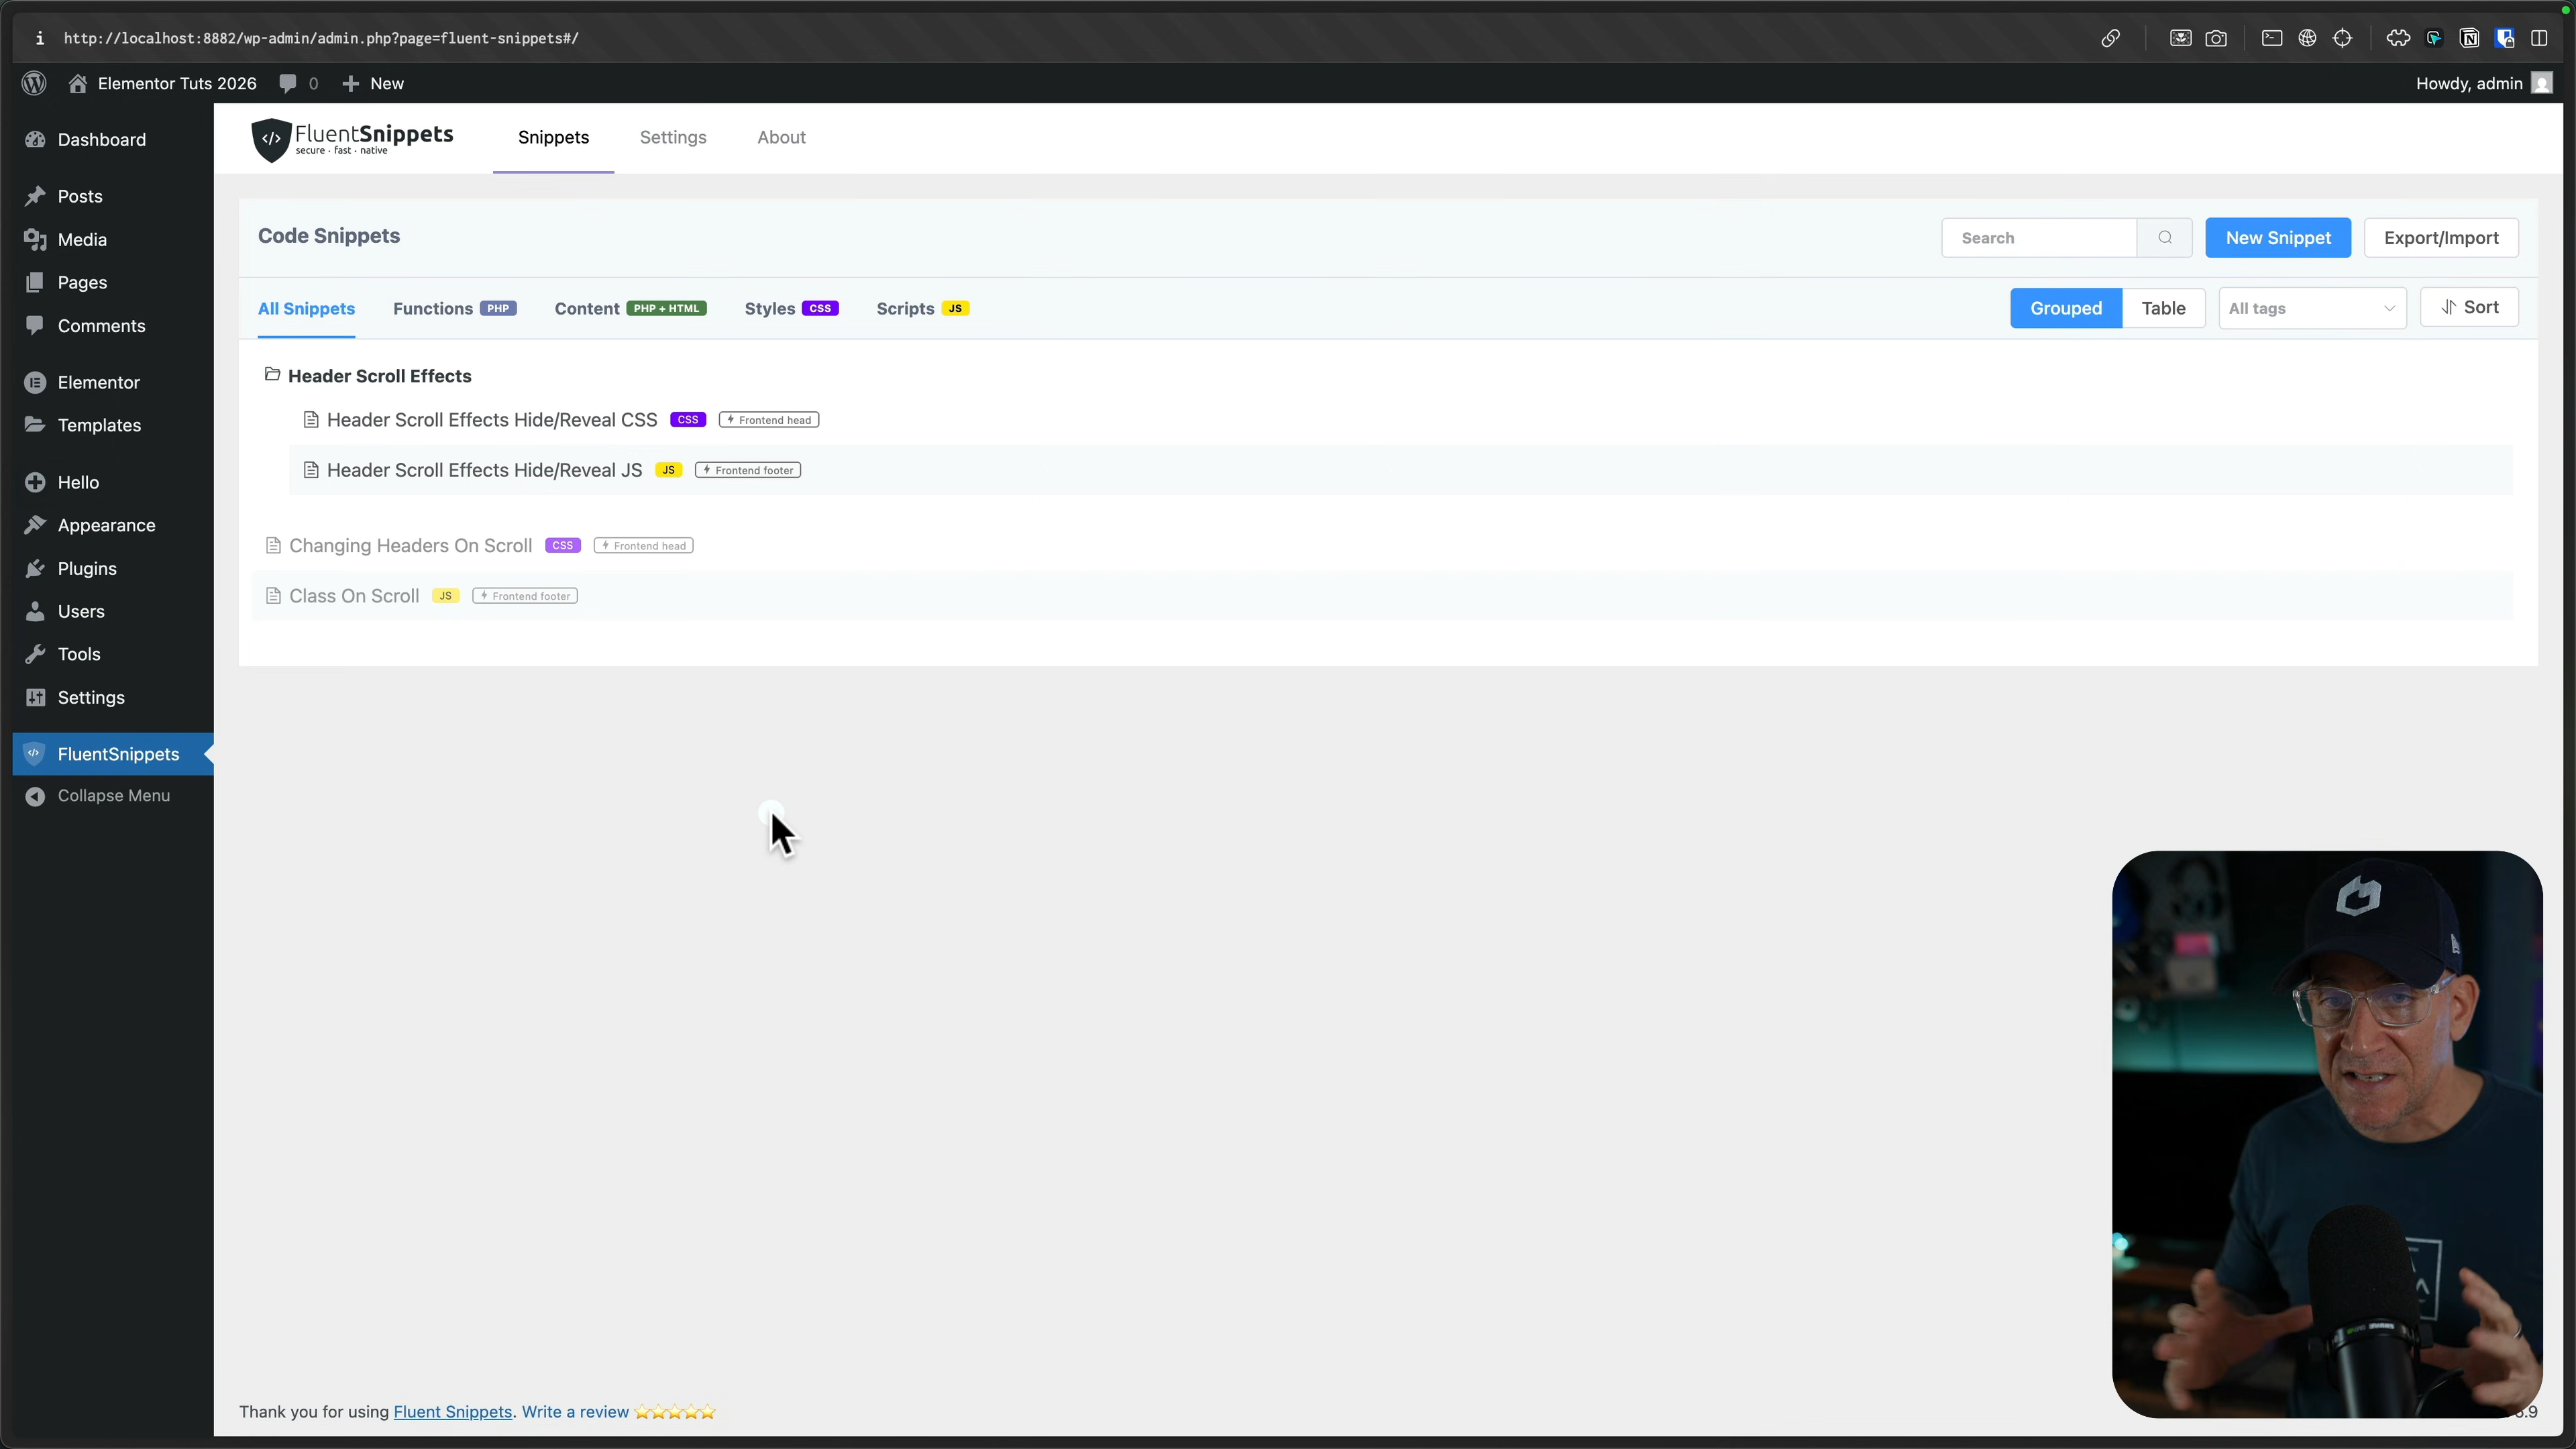 http://localhost:8882/wp-admin/admin.php?page=fluent-snippets#/
Elementor Tuts 2026
0
New
Howdy, admin
Dashboard
Posts
Media
Pages
Comments
Elementor
Templates
Hello
Appearance
Plugins
Users
Tools
Settings
FluentSnippets
Collapse Menu
FluentSnippets
secure · fast · native
Snippets
Settings
About
Code Snippets
Search
New Snippet
Export/Import
All Snippets
Functions PHP
Content PHP + HTML
Styles CSS
Scripts JS
Grouped
Table
All tags
Sort
Header Scroll Effects
Header Scroll Effects Hide/Reveal CSS CSS Frontend head
Header Scroll Effects Hide/Reveal JS JS Frontend footer
Changing Headers On Scroll CSS Frontend head
Class On Scroll JS Frontend footer
Thank you for using Fluent Snippets. Write a review ⭐⭐⭐⭐⭐